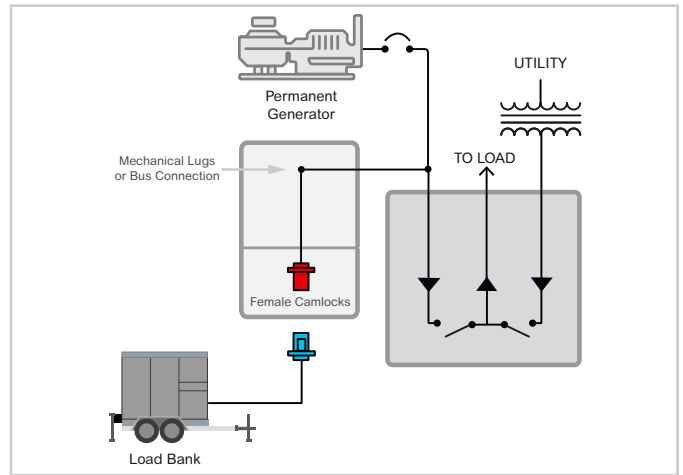 UTILITY
Permanent
Generator
Mechanical Lugs
or Bus Connection
TO LOAD
Female Camlocks
Load Bank